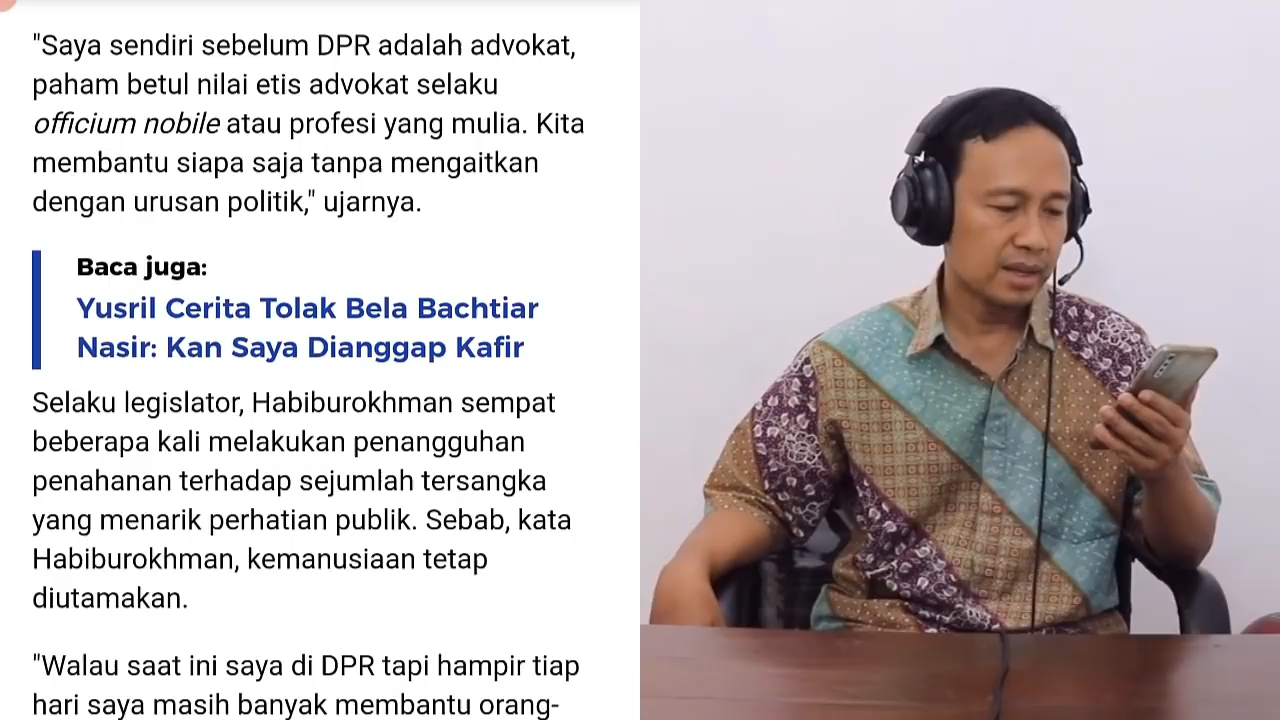 "Saya sendiri sebelum DPR adalah advokat,
paham betul nilai etis advokat selaku
officium nobile atau profesi yang mulia. Kita
membantu siapa saja tanpa mengaitkan
dengan urusan politik," ujarnya.
Baca juga:
Yusril Cerita Tolak Bela Bachtiar
Nasir: Kan Saya Dianggap Kafir
Selaku legislator, Habiburokhman sempat
beberapa kali melakukan penangguhan
penahanan terhadap sejumlah tersangka
yang menarik perhatian publik. Sebab, kata
Habiburokhman, kemanusiaan tetap
diutamakan.
"Walau saat ini saya di DPR tapi hampir tiap
hari saya masih banyak membantu orang-